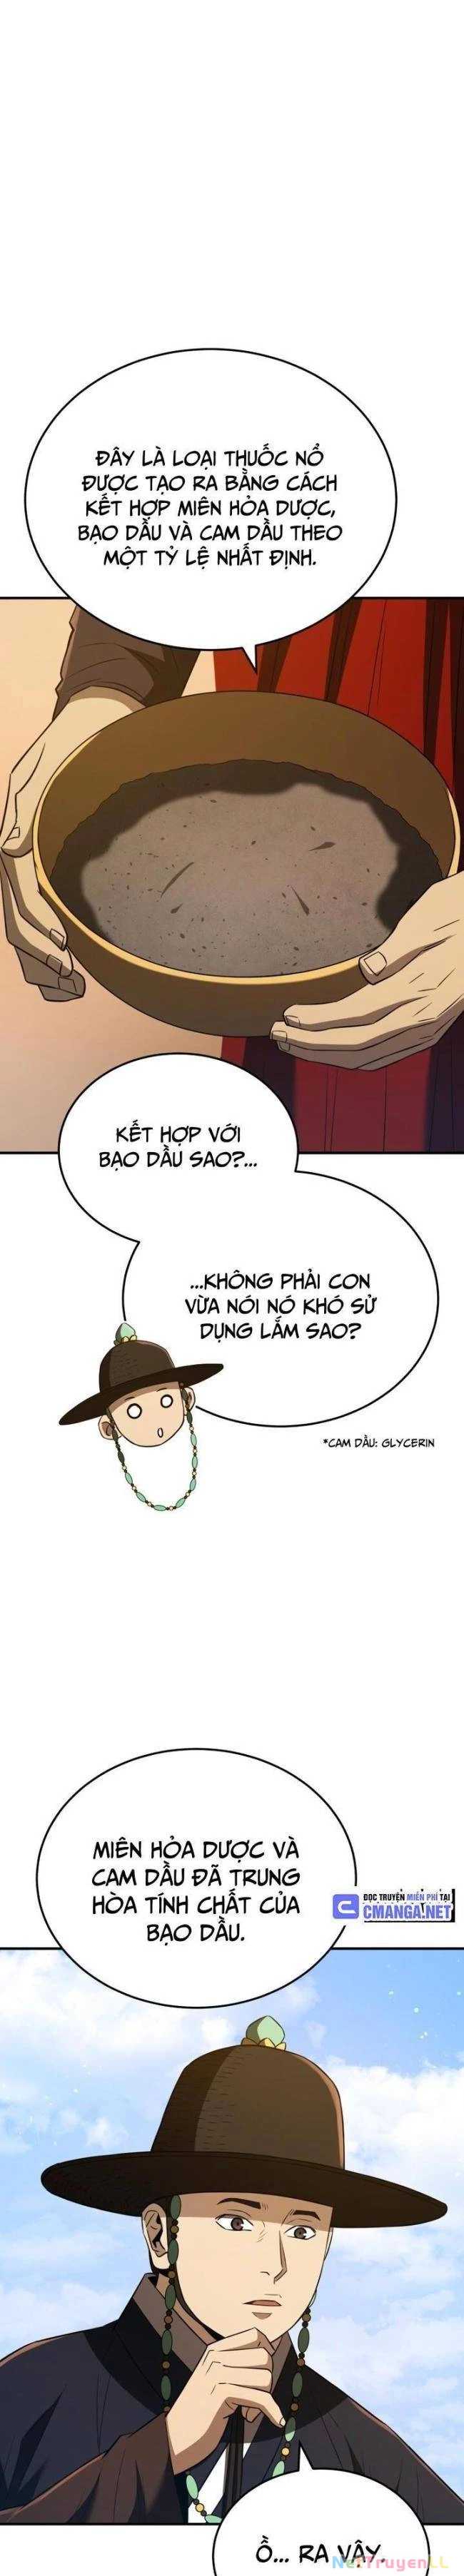 ĐÂY LÀ LOẠI THUỐC NỔ
ĐƯỢC TẠO RA BẰNG CÁCH
KẾT HỢP MIÊN HỎA DƯỢC,
BẠO DẦU VÀ CAM DẦU THEO
MỘT TỶ LỆ NHẤT ĐỊNH.
KẾT HỢP VỚI
BẠO DẦU SAO?...
...KHÔNG PHẢI CON
VỪA NÓI NÓ KHÓ SỬ
DỤNG LẮM SAO?
*CAM DẦU: GLYCERIN
MIÊN HỎA DƯỢC VÀ
CAM DẦU ĐÃ TRUNG
HÒA TÍNH CHẤT CỦA
BẠO DẦU.
ĐỌC TRUYỆN MIỄN PHÍ TẠI
CMANGA.NET
Ồ... RA VẬY.
NetTruyenLL